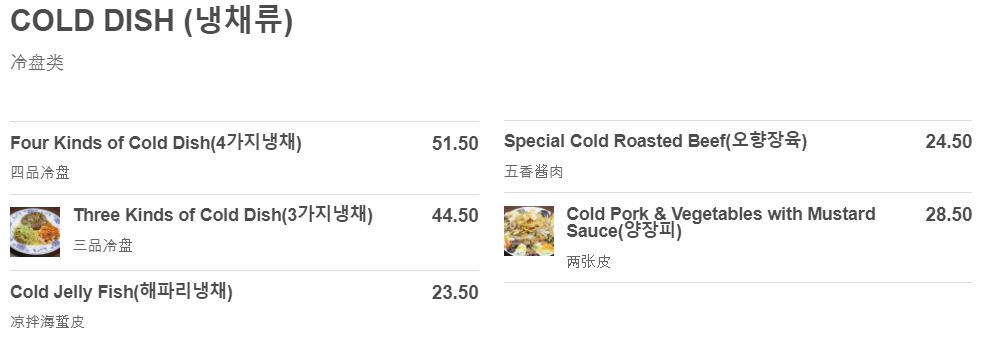 COLD DISH (냉채류)
冷盘类
Four Kinds of Cold Dish(4가지냉채) 51.50
四品冷盘
Three Kinds of Cold Dish(3가지냉채) 44.50
三品冷盘
Cold Jelly Fish(해파리냉채) 23.50
凉拌海蜇皮
Special Cold Roasted Beef(오향장육) 24.50
五香酱肉
Cold Pork & Vegetables with Mustard 28.50
Sauce(양장피)
两张皮